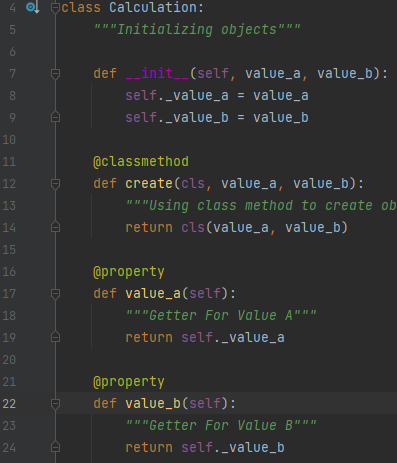 4 class Calculation:
5 """Initializing objects"""
6
7 def __init__(self, value_a, value_b):
8 self._value_a = value_a
9 self._value_b = value_b
10
11 @classmethod
12 def create(cls, value_a, value_b):
13 """Using class method to create ob
14 return cls(value_a, value_b)
15
16 @property
17 def value_a(self):
18 """Getter For Value A"""
19 return self._value_a
20
21 @property
22 def value_b(self):
23 """Getter For Value B"""
24 return self._value_b